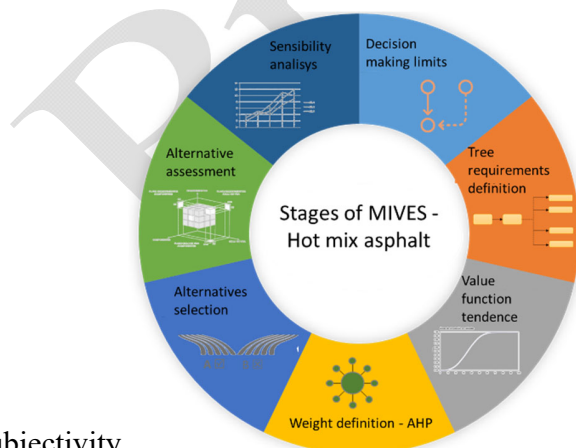 Sensibility
analisys
Decision
making limits
Alternative
assessment
Tree
requirements
definition
Stages of MIVES -
Hot mix asphalt
Alternatives
selection
Value
function
tendence
Weight definition - AHP